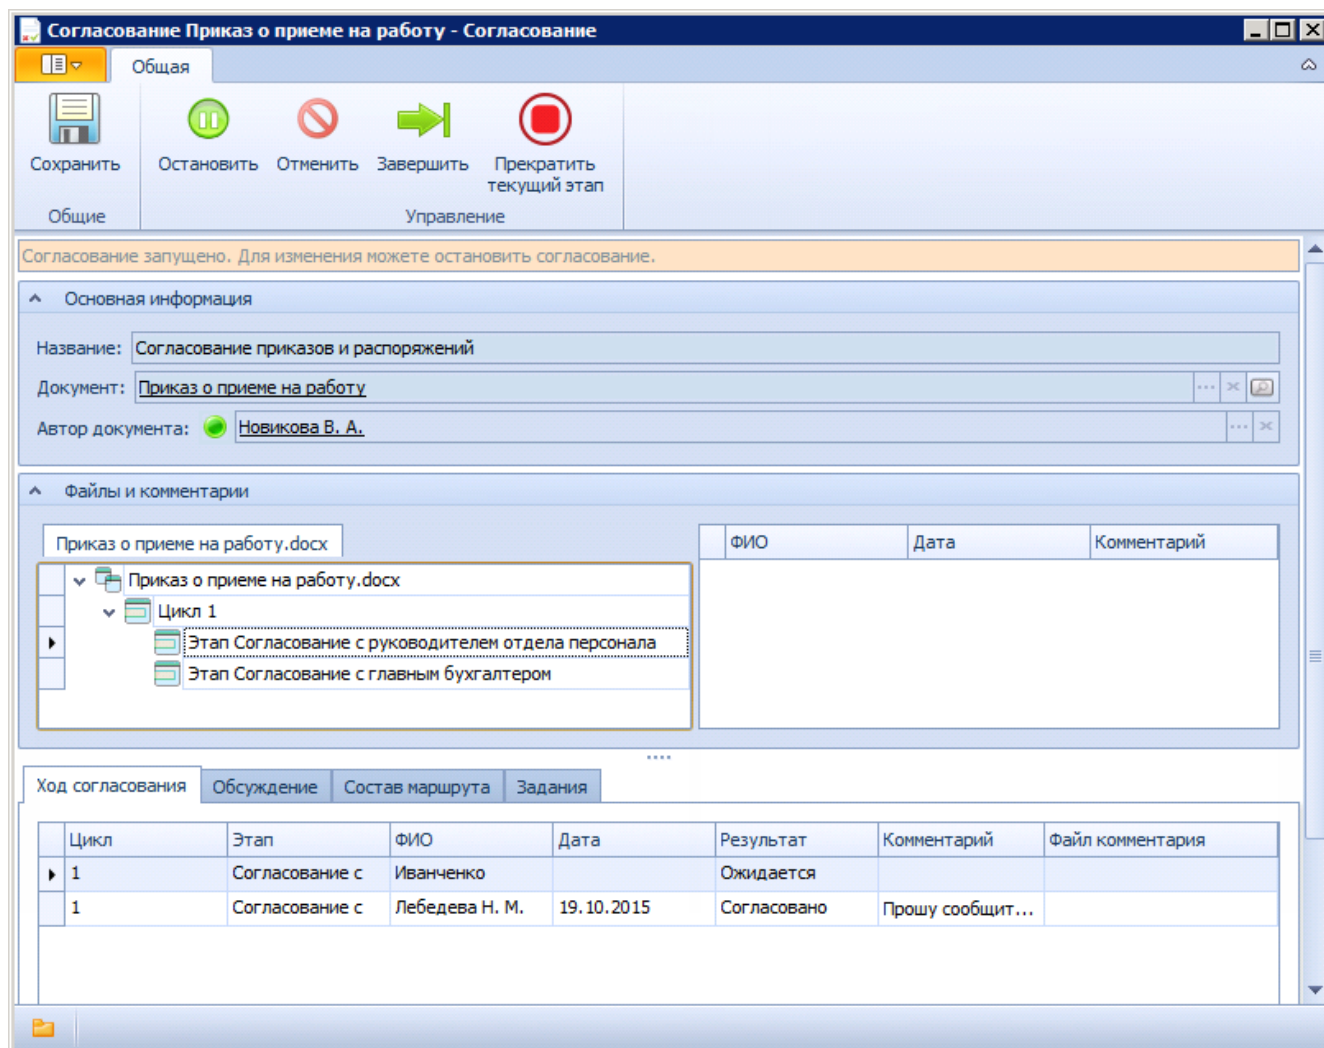 Согласование Приказ о приеме на работу - Согласование
Общая
Сохранить
Остановить
Отменить
Завершить
Прекратить
текущий этап
Общие
Управление
Согласование запущено. Для изменения можете остановить согласование.
Основная информация
Название: Согласование приказов и распоряжений
Документ: Приказ о приеме на работу
Автор документа: Новикова В. А.
Файлы и комментарии
Приказ о приеме на работу.docx
Приказ о приеме на работу.docx
Цикл 1
Этап Согласование с руководителем отдела персонала
Этап Согласование с главным бухгалтером
ФИО Дата Комментарий
Ход согласования Обсуждение Состав маршрута Задания
Цикл Этап ФИО Дата Результат Комментарий Файл комментария
1 Согласование с Иванченко Ожидается
1 Согласование с Лебедева Н. М. 19.10.2015 Согласовано Прошу сообщит...